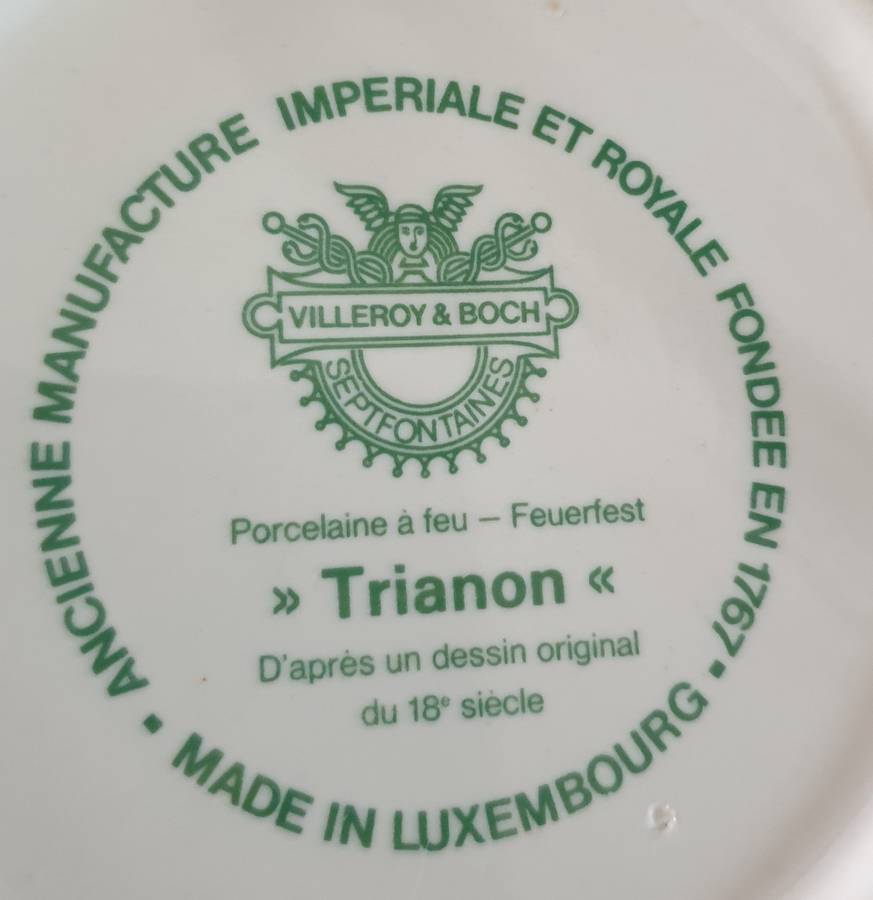 ANCIENNE MANUFACTURE IMPERIALE ET ROYALE FONDEE EN 1767
VILLEROY & BOCH
SEPTFONTAINES
Porcelaine à feu – Feuerfest
» Trianon «
D'après un dessin original
du 18e siècle
• MADE IN LUXEMBOURG •